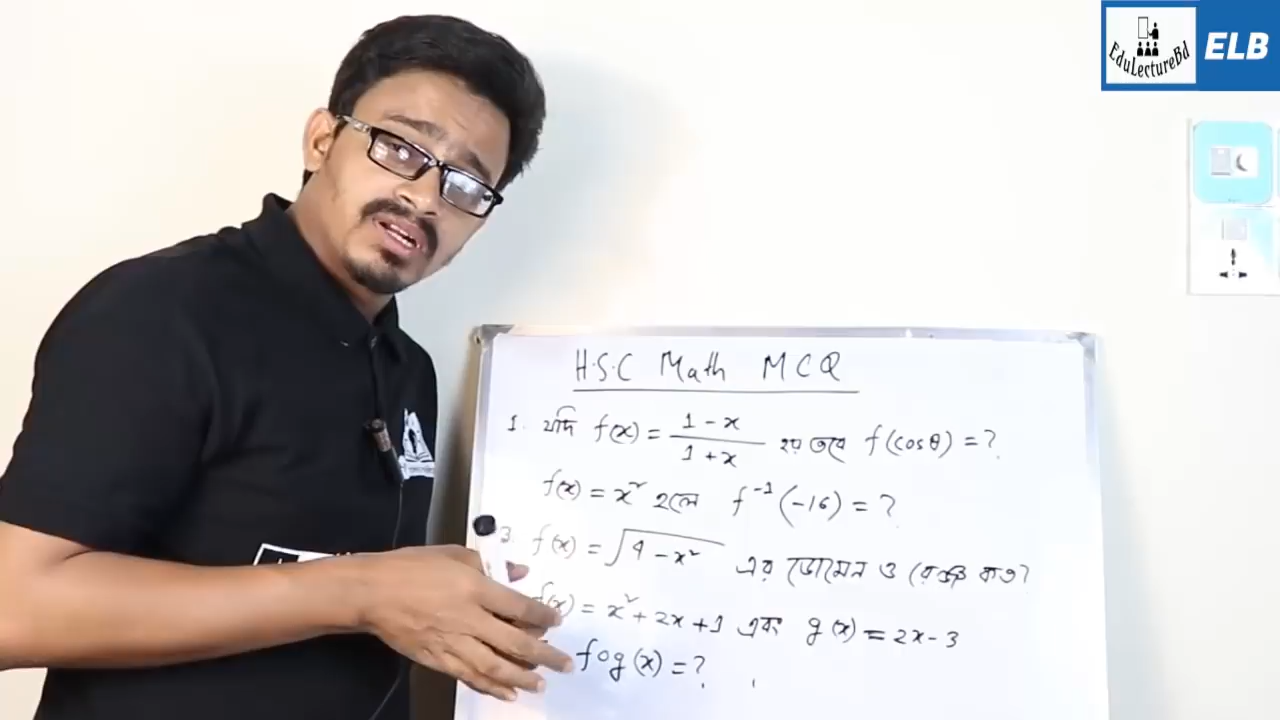 EduLectureBd
ELB
H.S.C Math MCQ
1. যদি f(x) = (1 - x)/(1 + x) হয় তবে f(cosθ) = ?
f(x) = x² হলে f⁻¹(-16) = ?
3. f(x) = √(4 - x²) এর ডোমেন ও রেঞ্জ কত?
f(x) = x² + 2x + 1 এবং g(x) = 2x - 3
fog(x) = ?